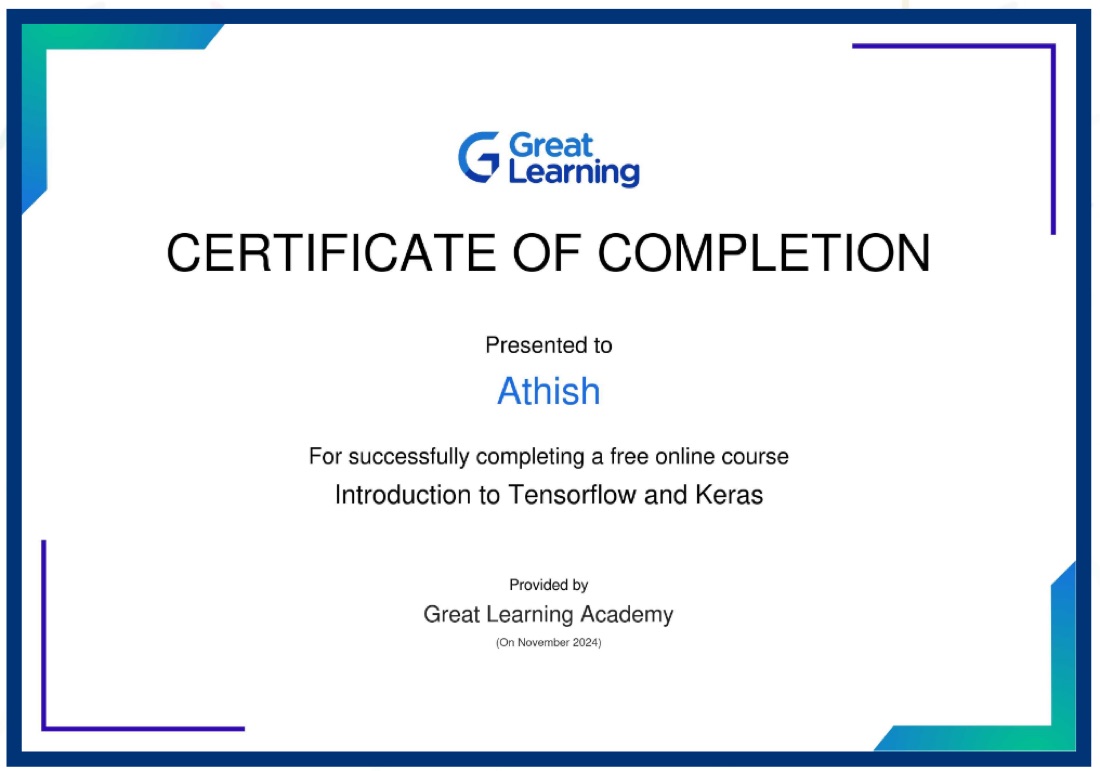 Great
Learning
CERTIFICATE OF COMPLETION
Presented to
Athish
For successfully completing a free online course
Introduction to Tensorflow and Keras
Provided by
Great Learning Academy
(On November 2024)